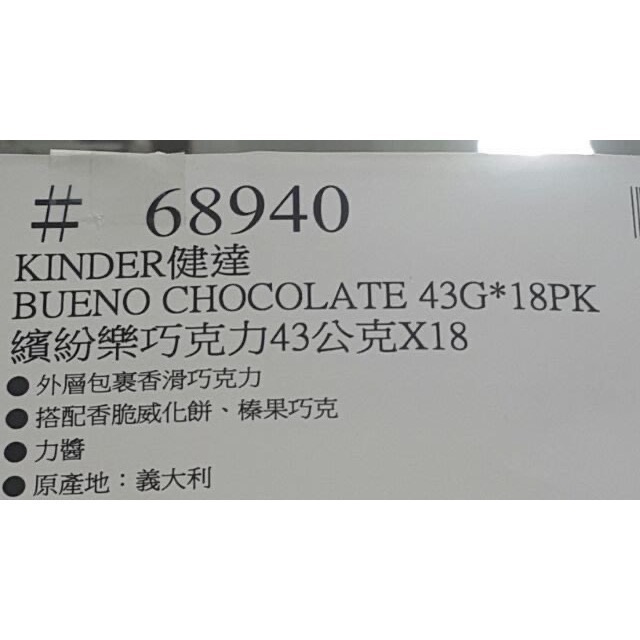 # 68940
KINDER健達
BUENO CHOCOLATE 43G*18PK
繽紛樂巧克力43公克X18
●外層包裹香滑巧克力
●搭配香脆威化餅、榛果巧克
●力醬
●原產地：義大利